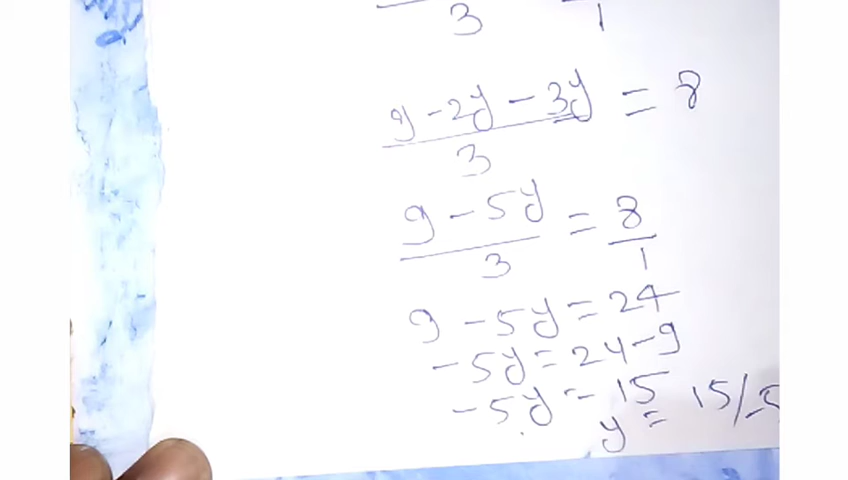 3 1
9 - 2y - 3y / 3 = 8
9 - 5y / 3 = 8 / 1
9 - 5y = 24
-5y = 24 - 9
-5y = 15
y = 15/-5